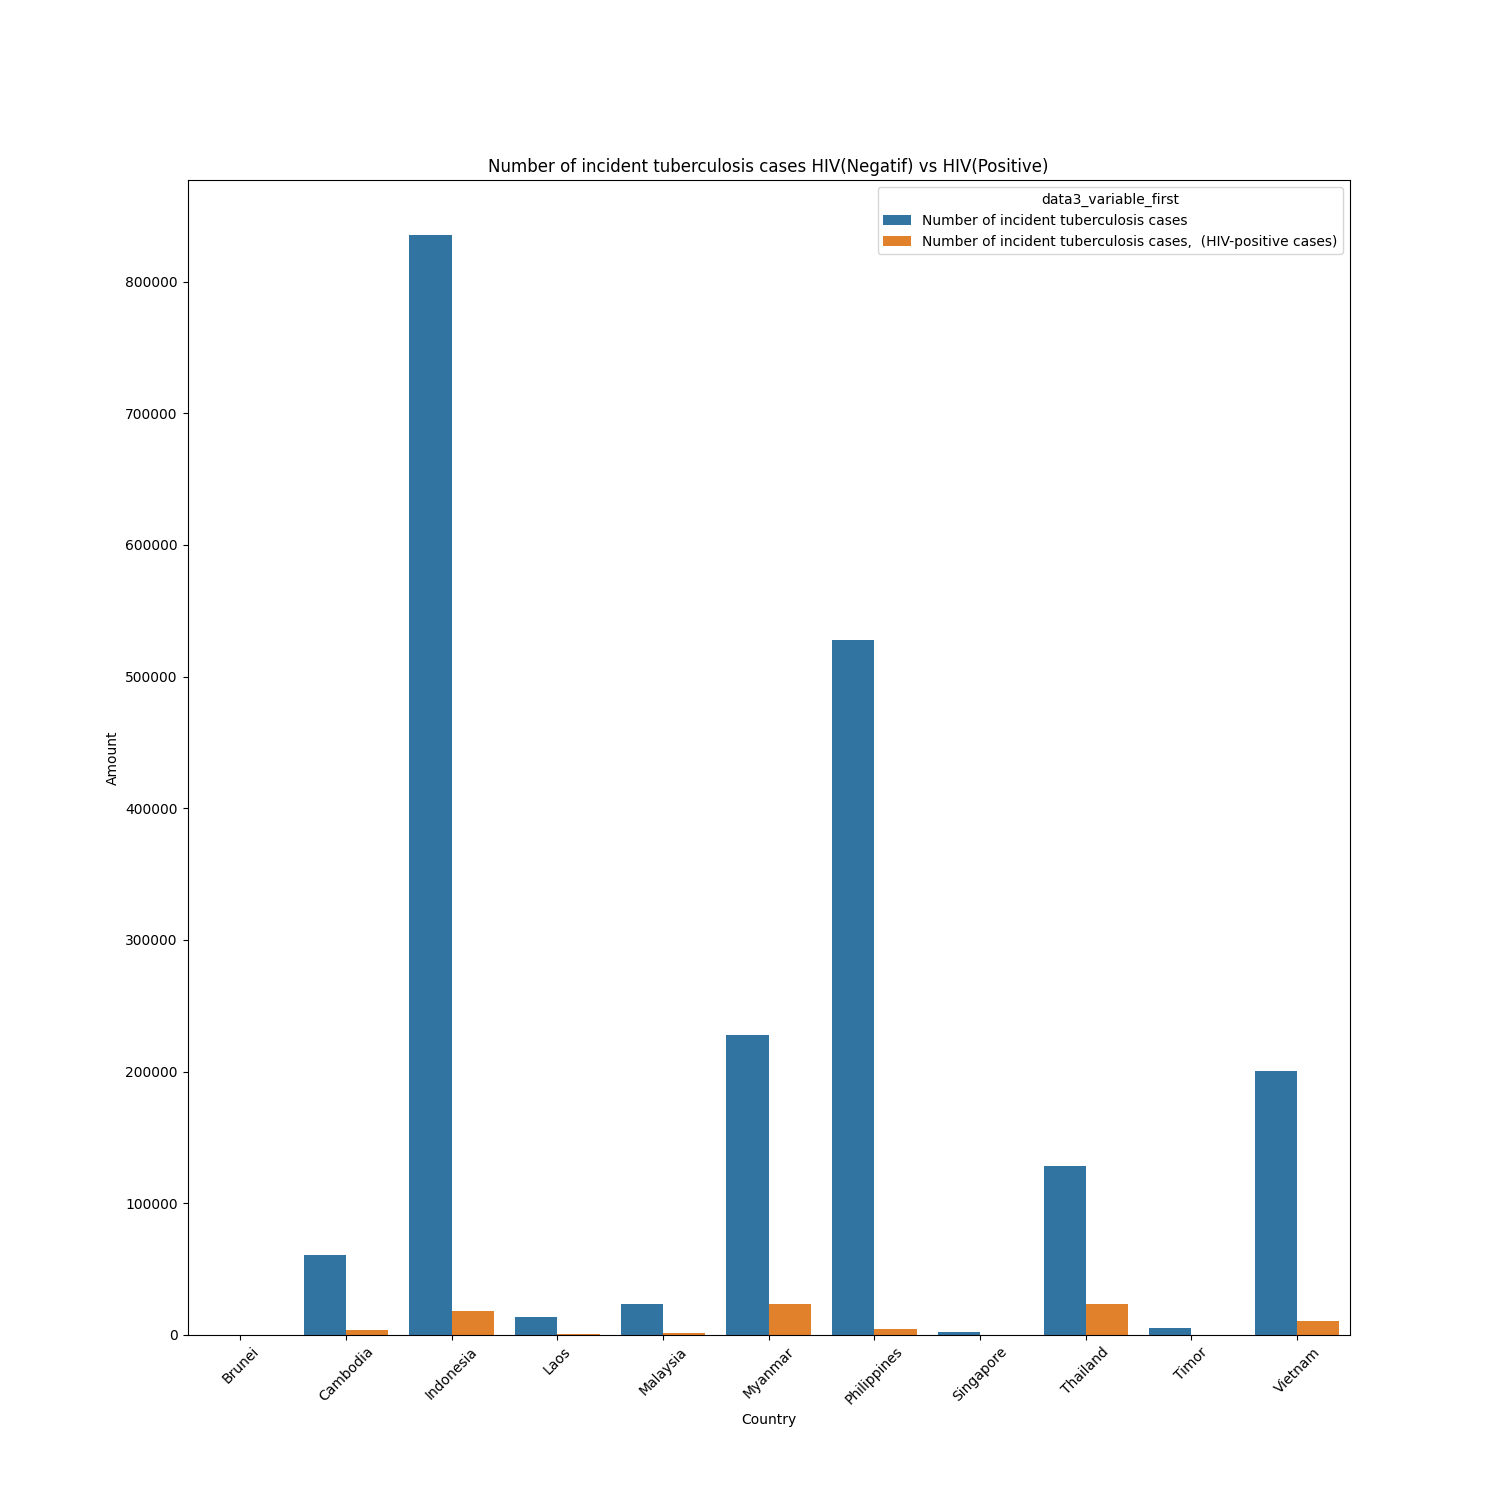 Number of incident tuberculosis cases HIV(Negatif) vs HIV(Positive)
data3_variable_first
Number of incident tuberculosis cases
Number of incident tuberculosis cases,  (HIV-positive cases)
800000
700000
600000
500000
400000
300000
200000
100000
0
Amount
Brunei
Cambodia
Indonesia
Laos
Malaysia
Myanmar
Philippines
Singapore
Thailand
Timor
Vietnam
Country